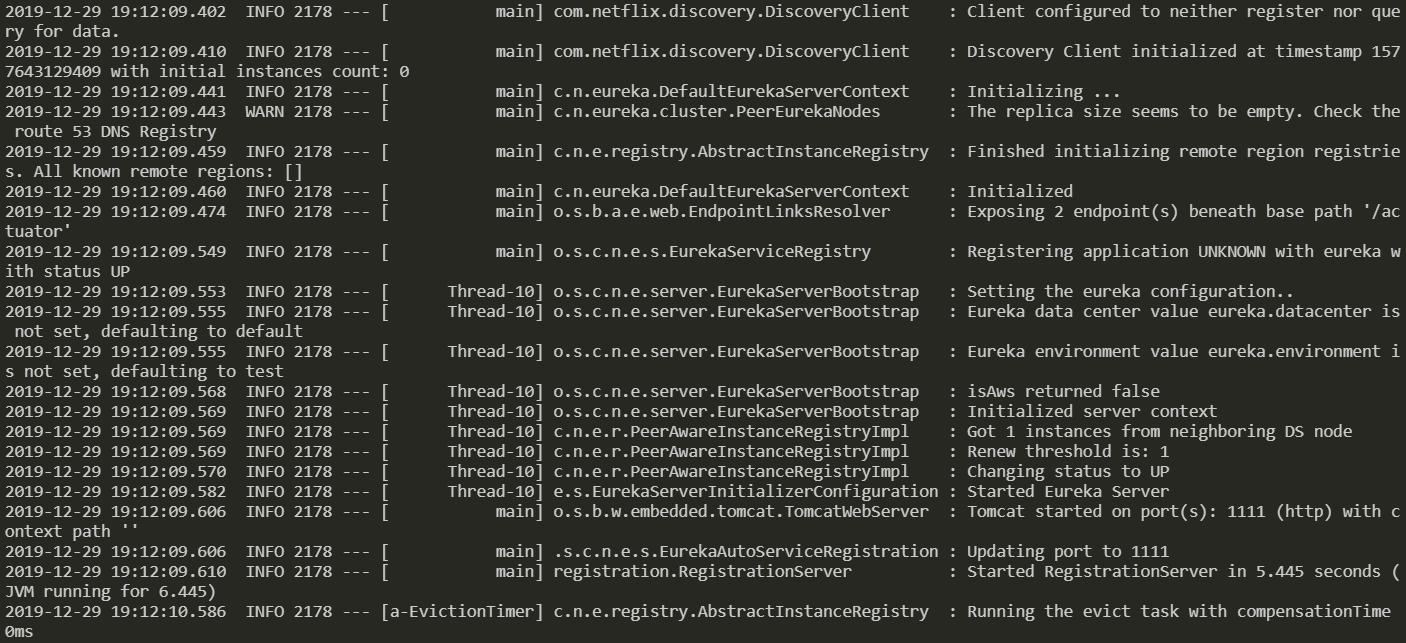 2019-12-29 19:12:09.402  INFO 2178 --- [           main] com.netflix.discovery.DiscoveryClient    : Client configured to neither register nor que
ry for data.
2019-12-29 19:12:09.410  INFO 2178 --- [           main] com.netflix.discovery.DiscoveryClient    : Discovery Client initialized at timestamp 157
7643129409 with initial instances count: 0
2019-12-29 19:12:09.441  INFO 2178 --- [           main] c.n.eureka.DefaultEurekaServerContext    : Initializing ...
2019-12-29 19:12:09.443  WARN 2178 --- [           main] c.n.eureka.cluster.PeerEurekaNodes       : The replica size seems to be empty. Check the
 route 53 DNS Registry
2019-12-29 19:12:09.459  INFO 2178 --- [           main] c.n.e.registry.AbstractInstanceRegistry  : Finished initializing remote region registrie
s. All known remote regions: []
2019-12-29 19:12:09.460  INFO 2178 --- [           main] c.n.eureka.DefaultEurekaServerContext    : Initialized
2019-12-29 19:12:09.474  INFO 2178 --- [           main] o.s.b.a.e.web.EndpointLinksResolver      : Exposing 2 endpoint(s) beneath base path '/ac
tuator'
2019-12-29 19:12:09.549  INFO 2178 --- [           main] o.s.c.n.e.s.EurekaServiceRegistry        : Registering application UNKNOWN with eureka w
ith status UP
2019-12-29 19:12:09.553  INFO 2178 --- [      Thread-10] o.s.c.n.e.server.EurekaServerBootstrap   : Setting the eureka configuration..
2019-12-29 19:12:09.555  INFO 2178 --- [      Thread-10] o.s.c.n.e.server.EurekaServerBootstrap   : Eureka data center value eureka.datacenter is
 not set, defaulting to default
2019-12-29 19:12:09.555  INFO 2178 --- [      Thread-10] o.s.c.n.e.server.EurekaServerBootstrap   : Eureka environment value eureka.environment i
s not set, defaulting to test
2019-12-29 19:12:09.568  INFO 2178 --- [      Thread-10] o.s.c.n.e.server.EurekaServerBootstrap   : isAws returned false
2019-12-29 19:12:09.569  INFO 2178 --- [      Thread-10] o.s.c.n.e.server.EurekaServerBootstrap   : Initialized server context
2019-12-29 19:12:09.569  INFO 2178 --- [      Thread-10] c.n.e.r.PeerAwareInstanceRegistryImpl    : Got 1 instances from neighboring DS node
2019-12-29 19:12:09.569  INFO 2178 --- [      Thread-10] c.n.e.r.PeerAwareInstanceRegistryImpl    : Renew threshold is: 1
2019-12-29 19:12:09.570  INFO 2178 --- [      Thread-10] c.n.e.r.PeerAwareInstanceRegistryImpl    : Changing status to UP
2019-12-29 19:12:09.582  INFO 2178 --- [      Thread-10] e.s.EurekaServerInitializerConfiguration : Started Eureka Server
2019-12-29 19:12:09.606  INFO 2178 --- [           main] o.s.b.w.embedded.tomcat.TomcatWebServer  : Tomcat started on port(s): 1111 (http) with c
ontext path ''
2019-12-29 19:12:09.606  INFO 2178 --- [           main] .s.c.n.e.s.EurekaAutoServiceRegistration : Updating port to 1111
2019-12-29 19:12:09.610  INFO 2178 --- [           main] registration.RegistrationServer          : Started RegistrationServer in 5.445 seconds (
JVM running for 6.445)
2019-12-29 19:12:10.586  INFO 2178 --- [a-EvictionTimer] c.n.e.registry.AbstractInstanceRegistry  : Running the evict task with compensationTime
0ms